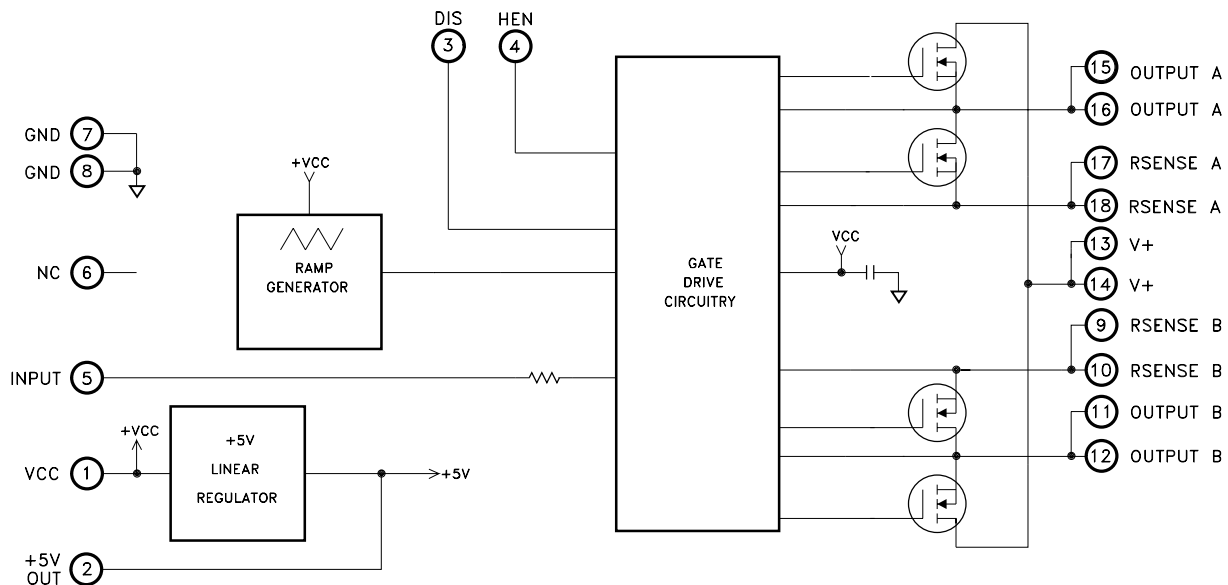 DIS
3
HEN
4
GND 7
GND 8
NC 6
INPUT 5
VCC 1
+5V
OUT 2
+VCC
RAMP
GENERATOR
+VCC
+5V
LINEAR
REGULATOR
+5V
GATE
DRIVE
CIRCUITRY
VCC
15 OUTPUT A
16 OUTPUT A
17 RSENSE A
18 RSENSE A
13 V+
14 V+
9 RSENSE B
10 RSENSE B
11 OUTPUT B
12 OUTPUT B